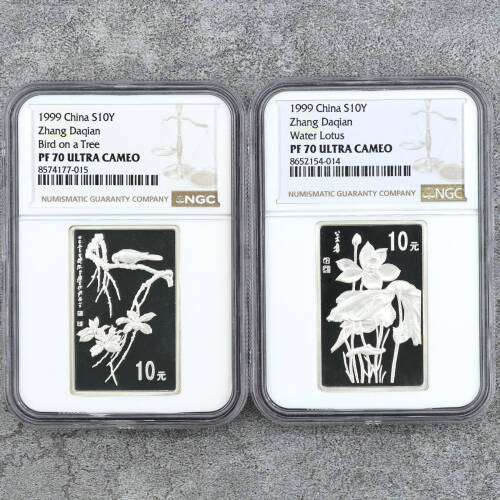 1999 China S10Y
Zhang Daqian
Bird on a Tree
PF 70 ULTRA CAMEO
8574177-015
NUMISMATIC GUARANTY COMPANY
NGC
10元
1999 China S10Y
Zhang Daqian
Water Lotus
PF 70 ULTRA CAMEO
8652154-014
NUMISMATIC GUARANTY COMPANY
NGC
10元